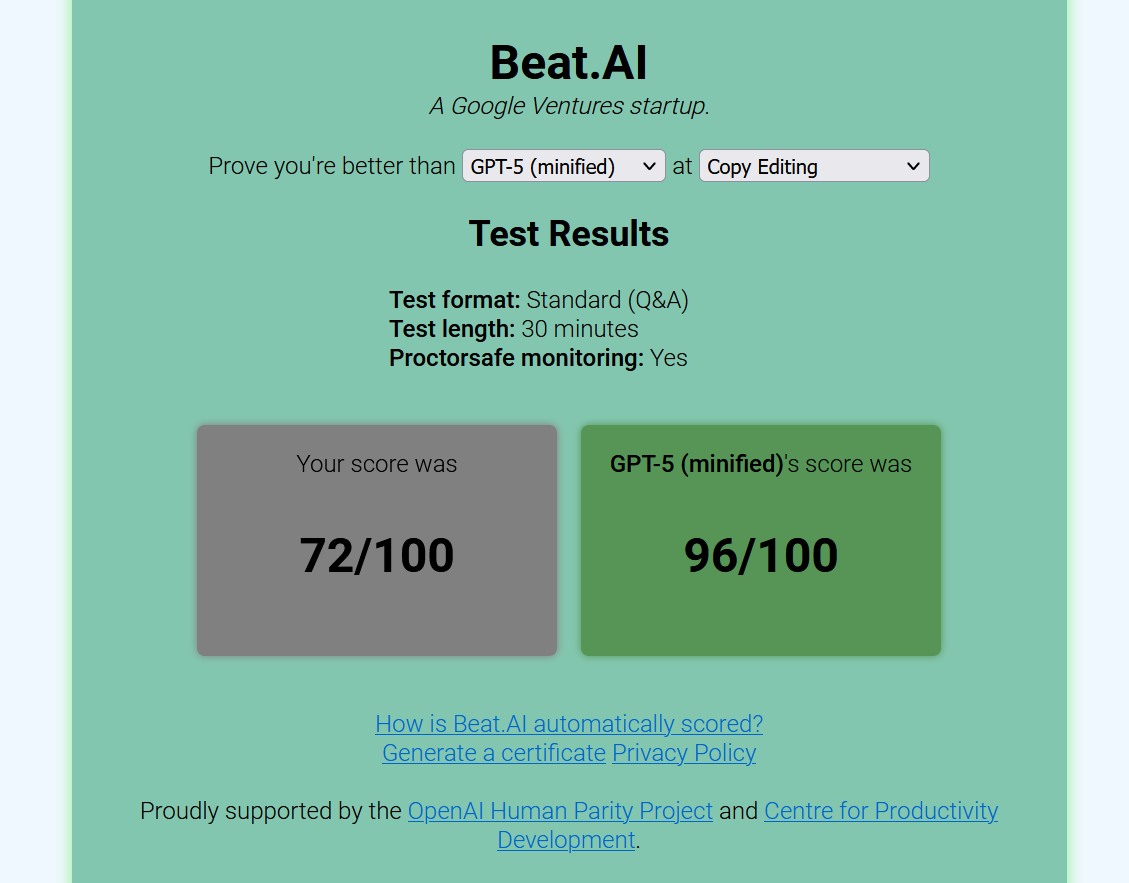 Beat.AI
A Google Ventures startup.
Prove you're better than GPT-5 (minified) at Copy Editing
Test Results
Test format: Standard (Q&A)
Test length: 30 minutes
Proctorsafe monitoring: Yes
Your score was
72/100
GPT-5 (minified)'s score was
96/100
How is Beat.AI automatically scored?
Generate a certificate Privacy Policy
Proudly supported by the OpenAI Human Parity Project and Centre for Productivity
Development.